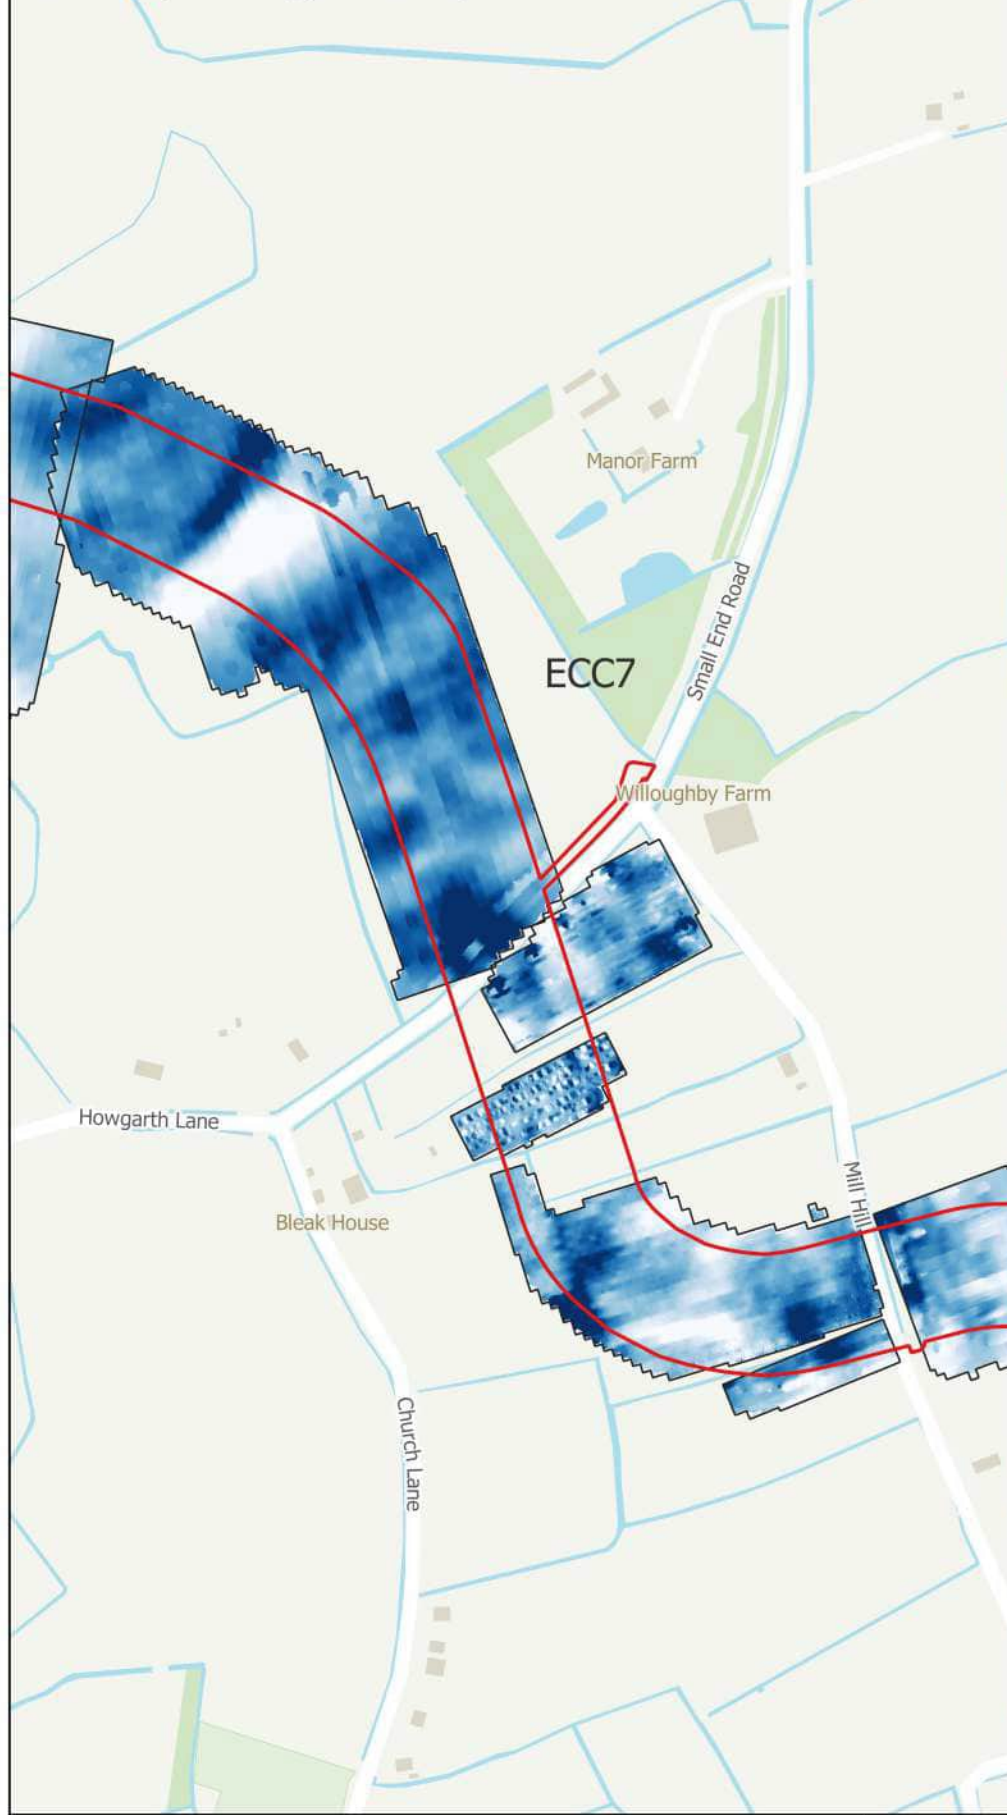 Manor Farm
Small End Road
ECC7
Willoughby Farm
Howgarth Lane
Mill Hill
Bleak House
Church Lane